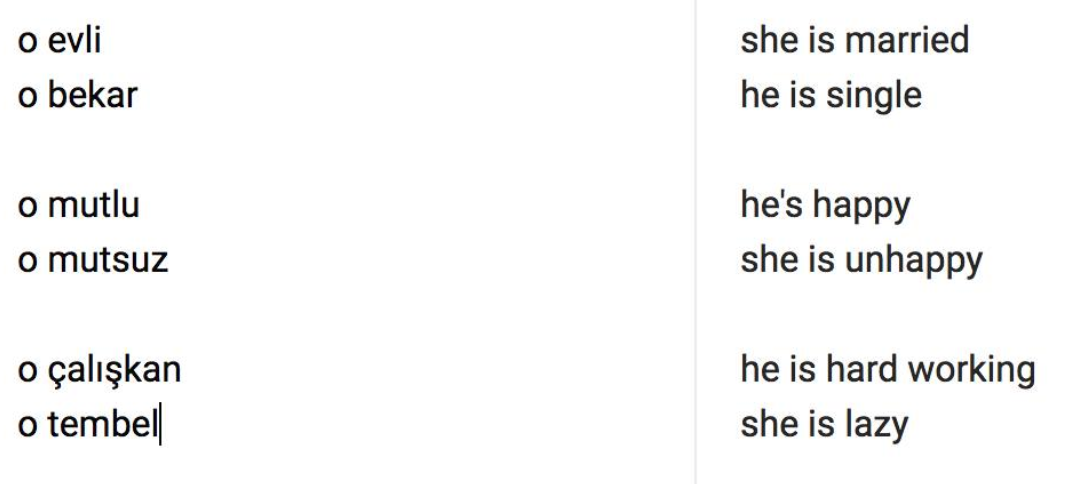 o evli
o bekar
o mutlu
o mutsuz
o çalışkan
o tembel
she is married
he is single
he's happy
she is unhappy
he is hard working
she is lazy